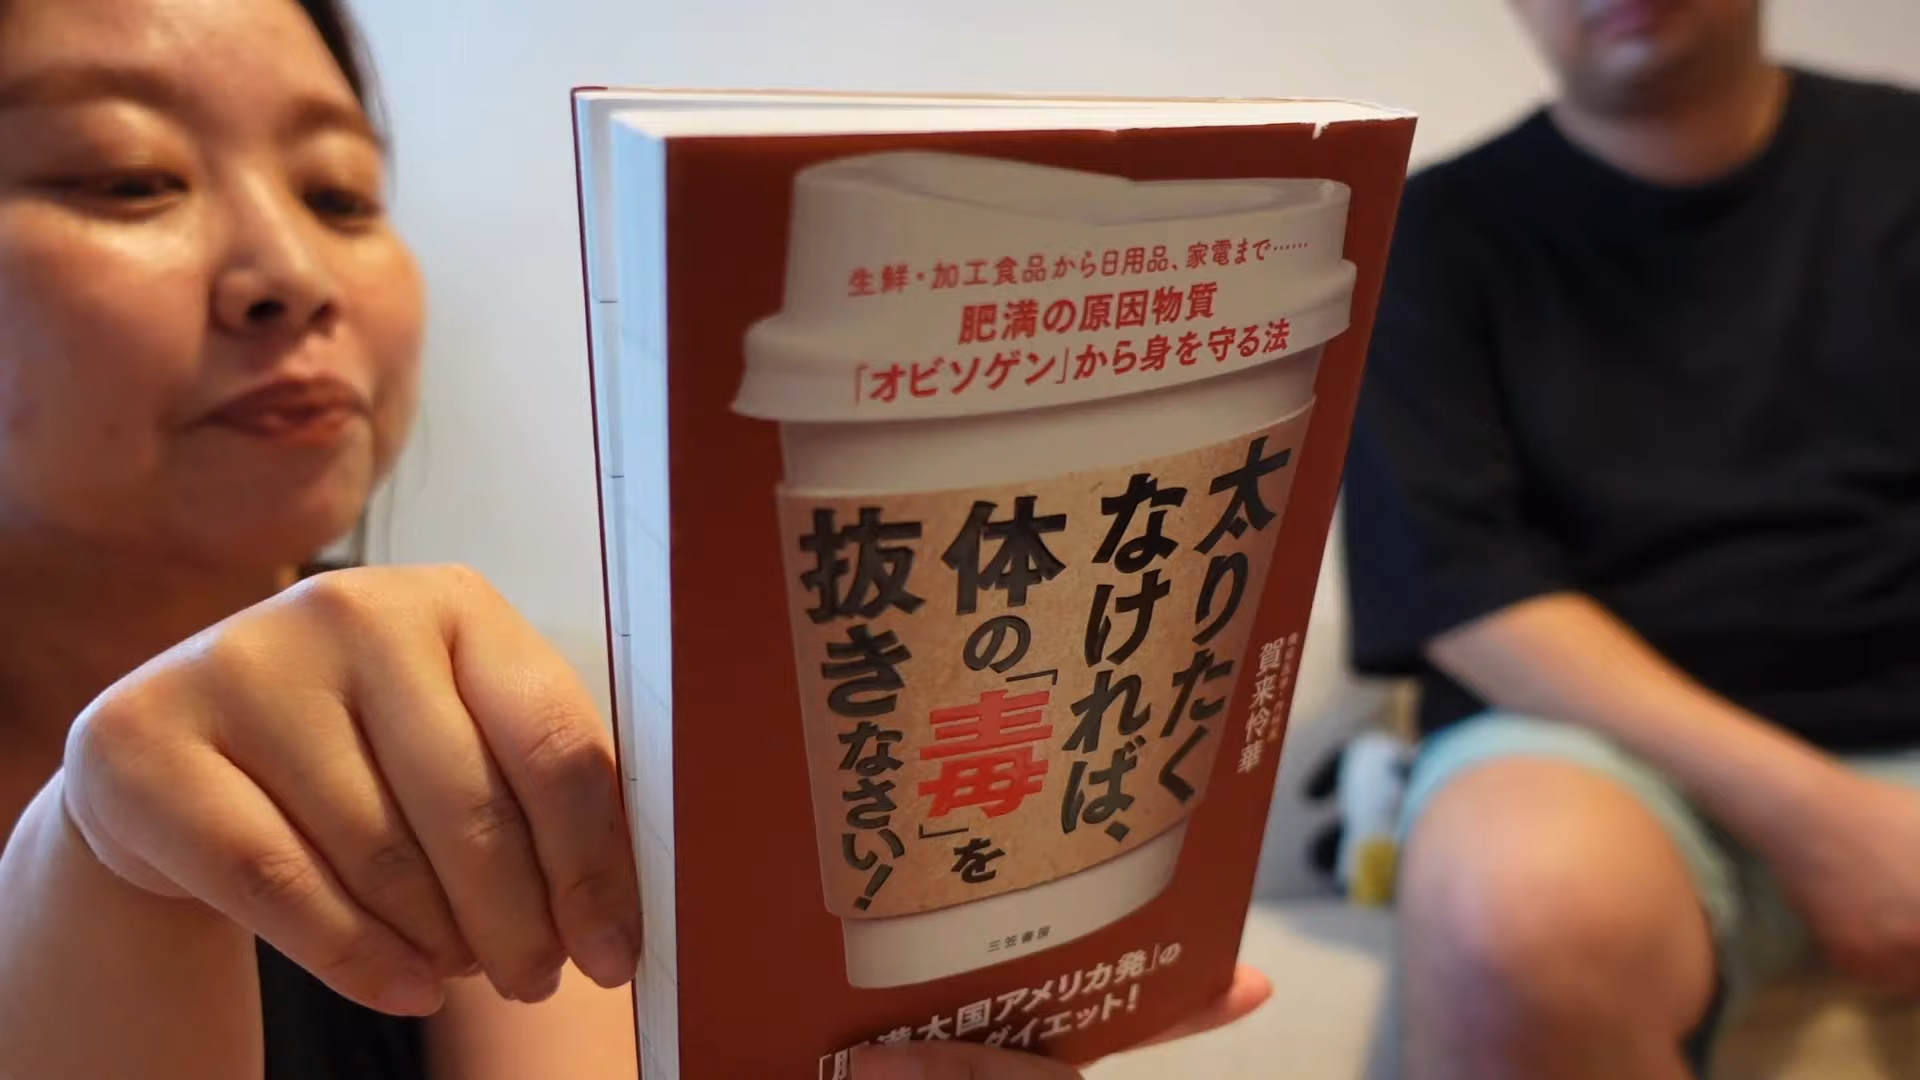 生鮮・加工食品から日用品、家電まで……
肥満の原因物質
「オビソゲン」から身を守る法
太りたく
なければ、
体の「毒」を
抜きなさい!
賀来怜華
三笠書房
「肥満大国アメリカ発」の
ダイエット!